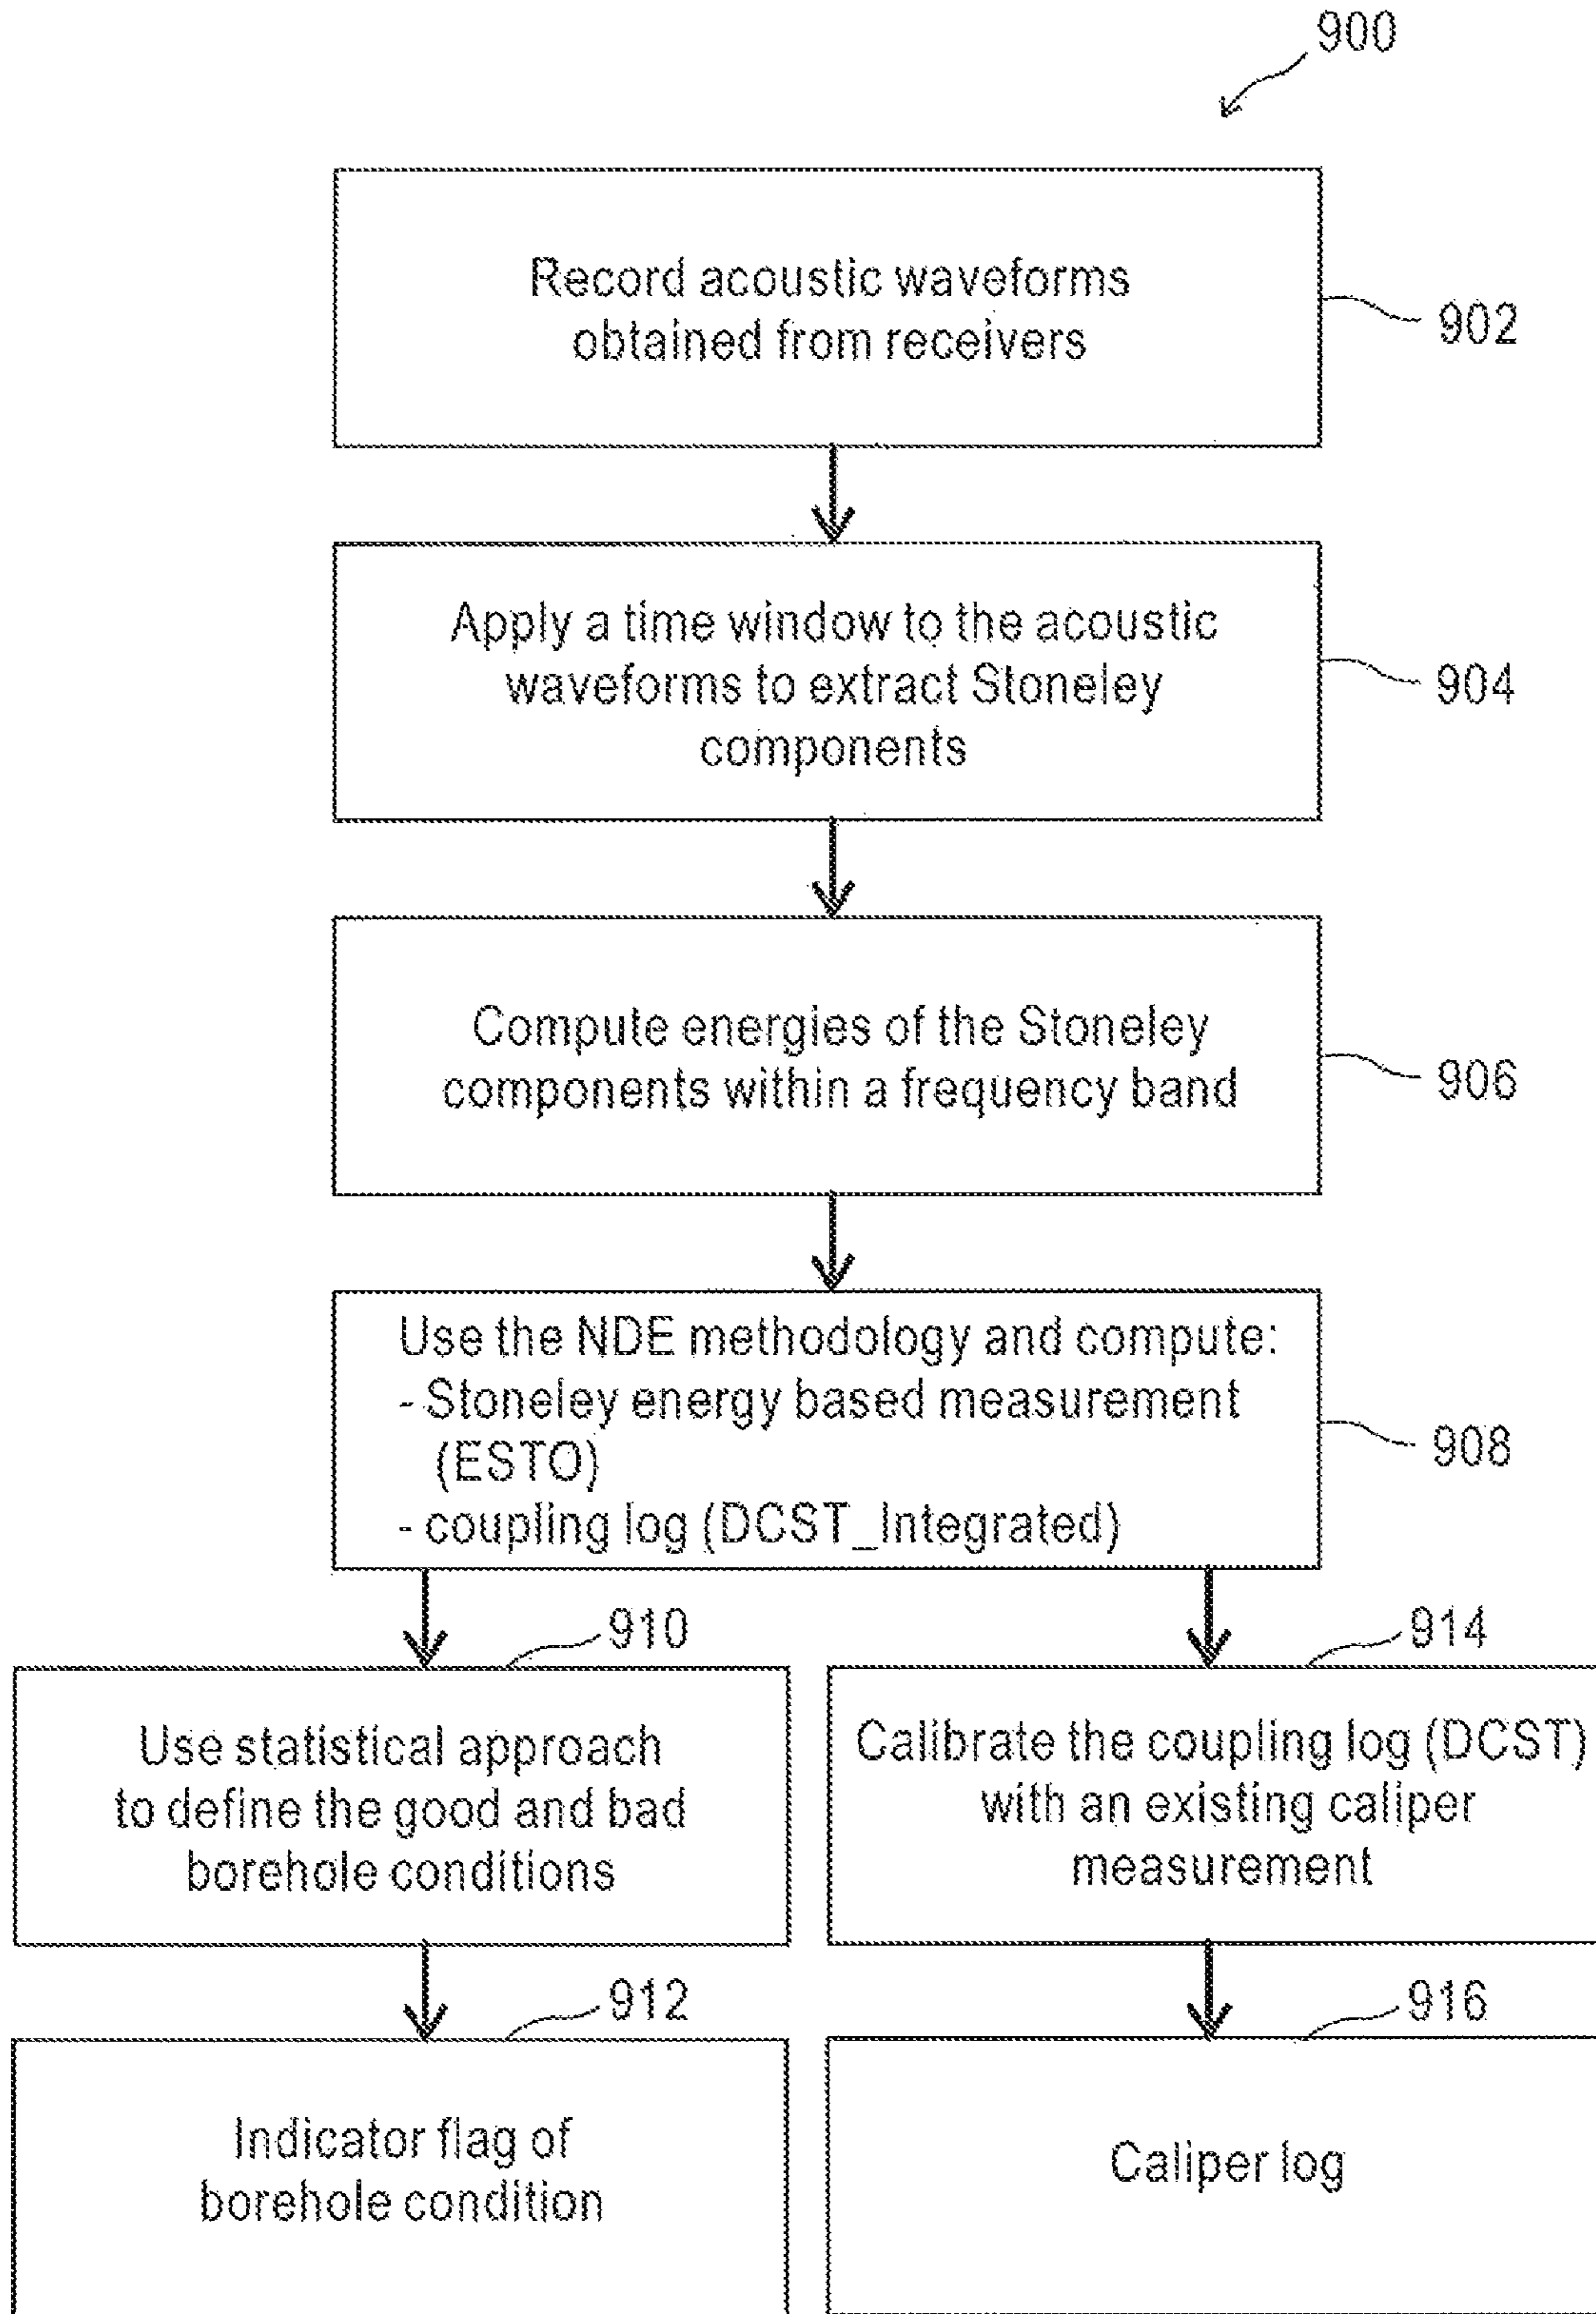 900
Record acoustic waveforms
obtained from receivers
902
Apply a time window to the acoustic
waveforms to extract Stoneley
components
904
Compute energies of the Stoneley
components within a frequency band
906
Use the NDE methodology and compute:
- Stoneley energy based measurement
(ESTO)
- coupling log (DCST_Integrated)
908
910
Use statistical approach
to define the good and bad
borehole conditions
914
Calibrate the coupling log (DCST)
with an existing caliper
measurement
912
Indicator flag of
borehole condition
916
Caliper log